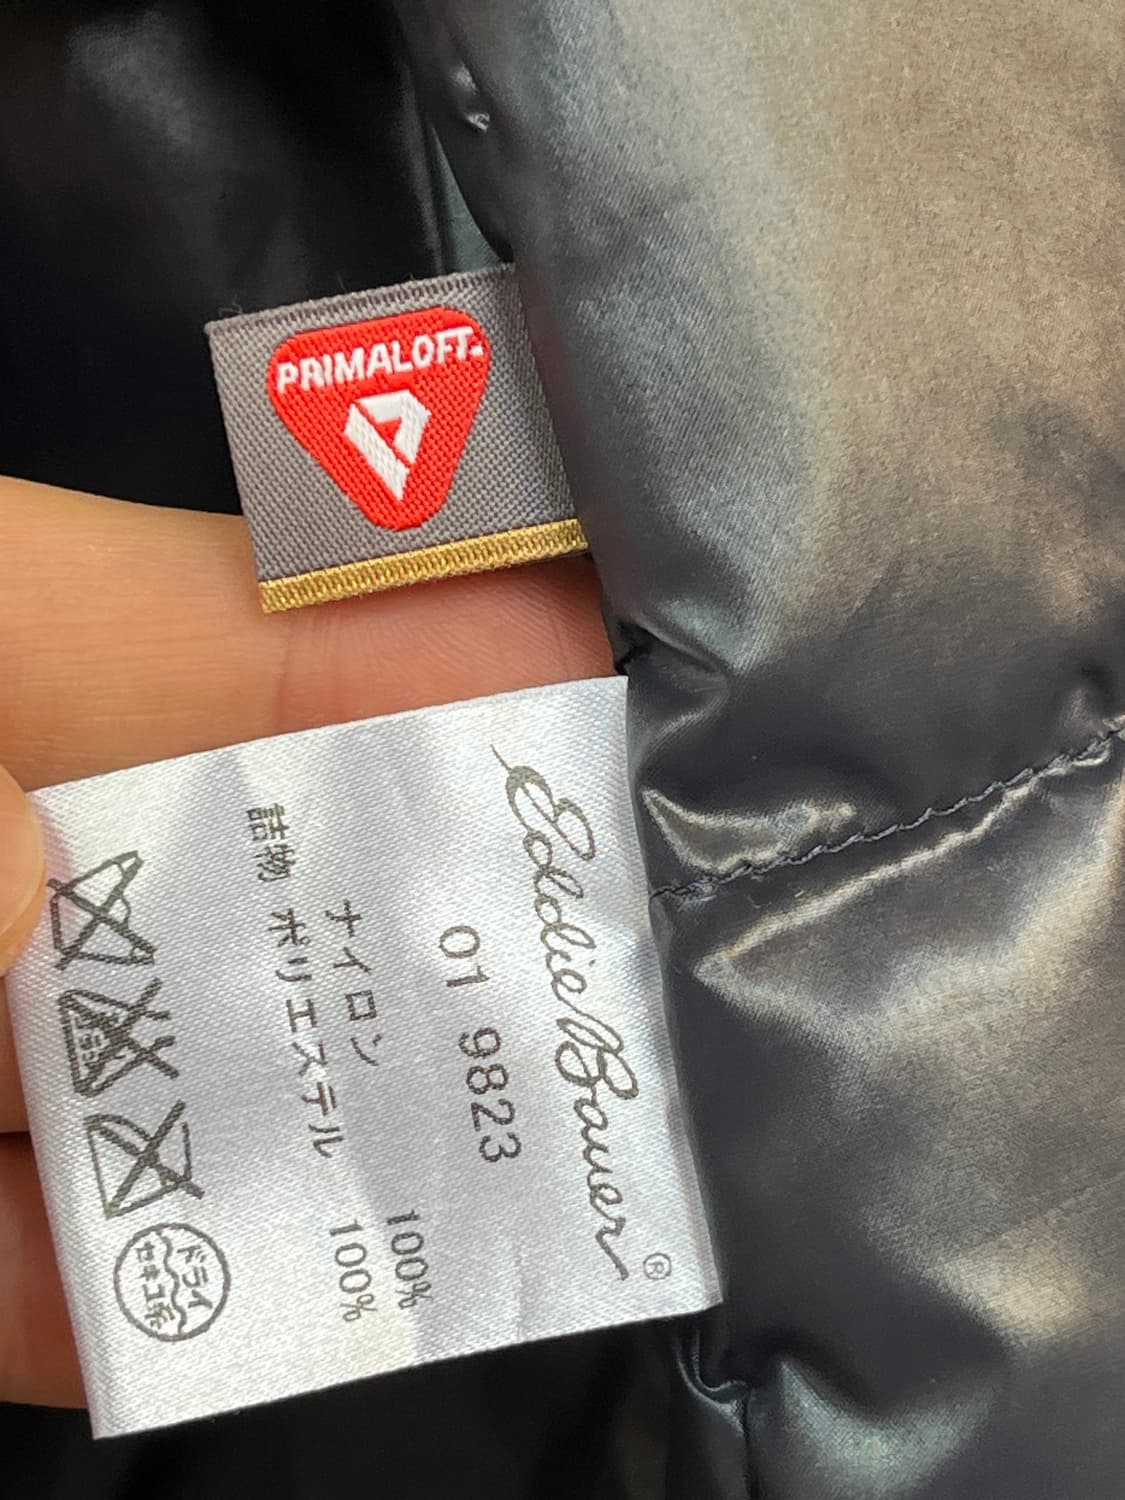 PRIMALOFT
Eddie Bauer®
01 9823
ナイロン 100%
詰物 ポリエステル 100%
ドライ
セキユ系